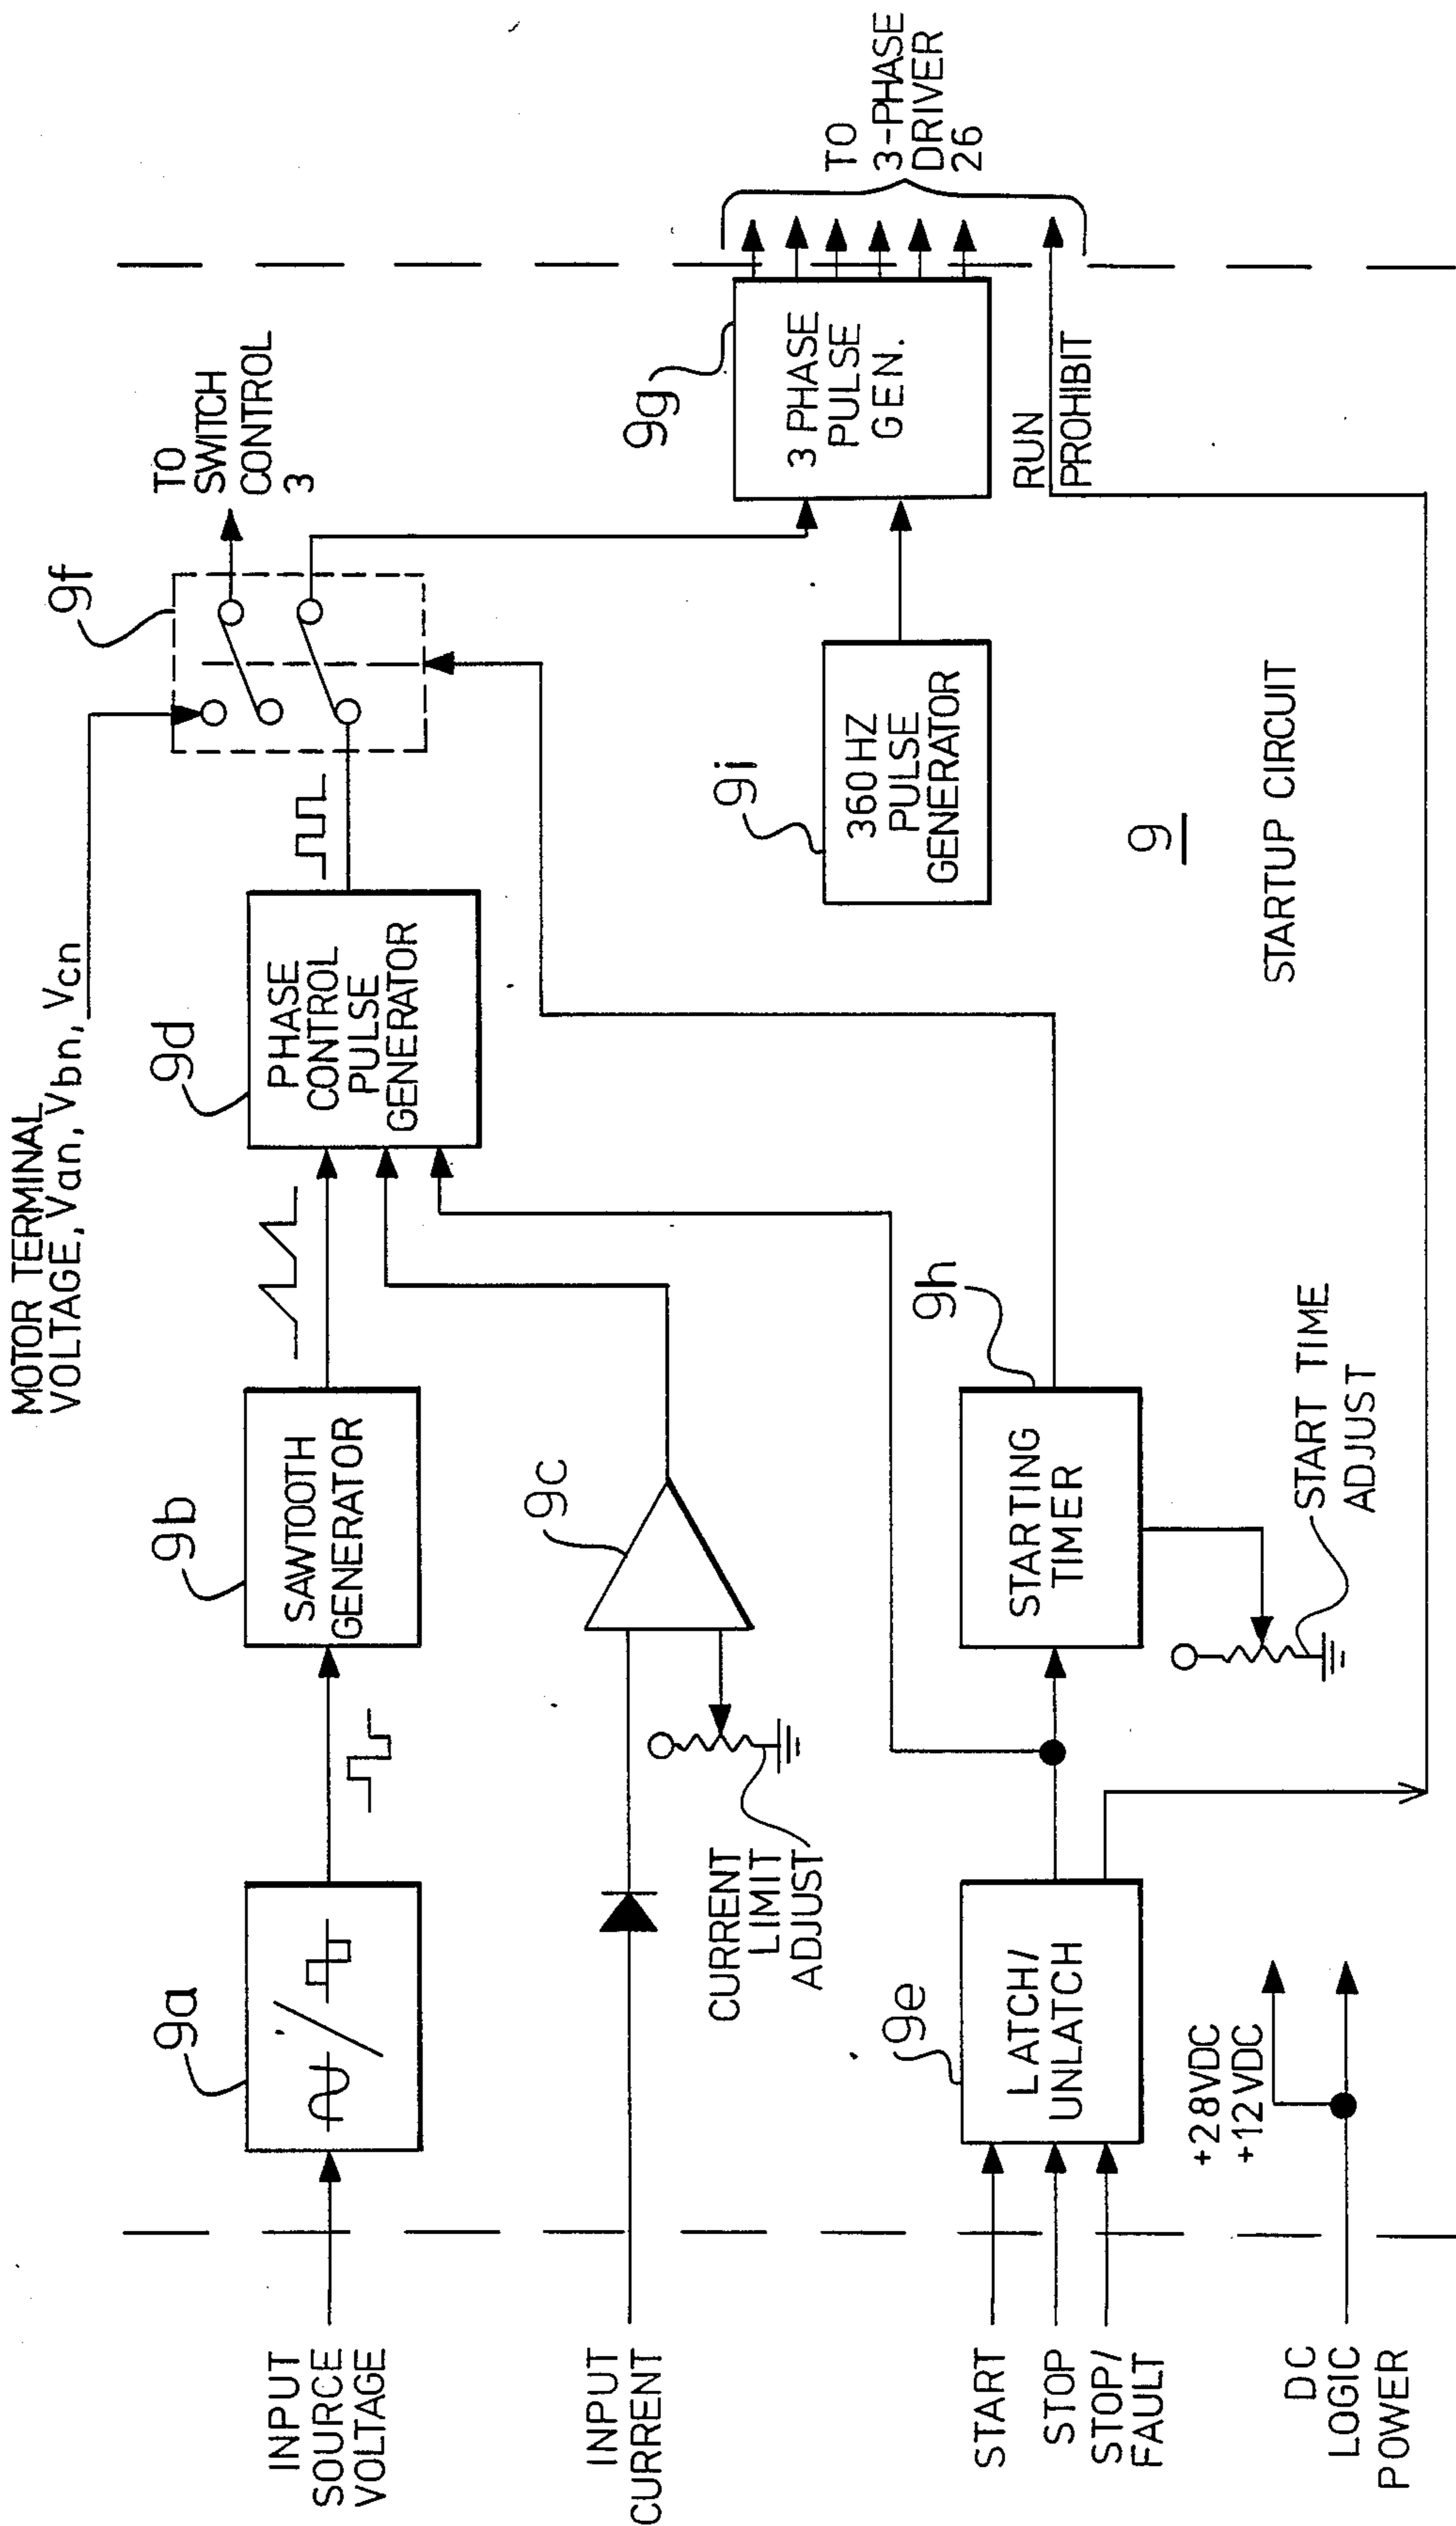 MOTOR TERMINAL
VOLTAGE, Van, Vbn, Vcn
9a
9b
9d
9f
TO
SWITCH
CONTROL
3
INPUT
SOURCE
VOLTAGE
SAWTOOTH
GENERATOR
PHASE
CONTROL
PULSE
GENERATOR
INPUT
CURRENT
9c
CURRENT
LIMIT
ADJUST
9i
360HZ
PULSE
GENERATOR
9g
3 PHASE
PULSE
GEN.
TO
3-PHASE
DRIVER
26
RUN
PROHIBIT
START
STOP
STOP/
FAULT
9e
LATCH/
UNLATCH
9h
STARTING
TIMER
START TIME
ADJUST
+28VDC
+12VDC
DC
LOGIC
POWER
9
STARTUP CIRCUIT